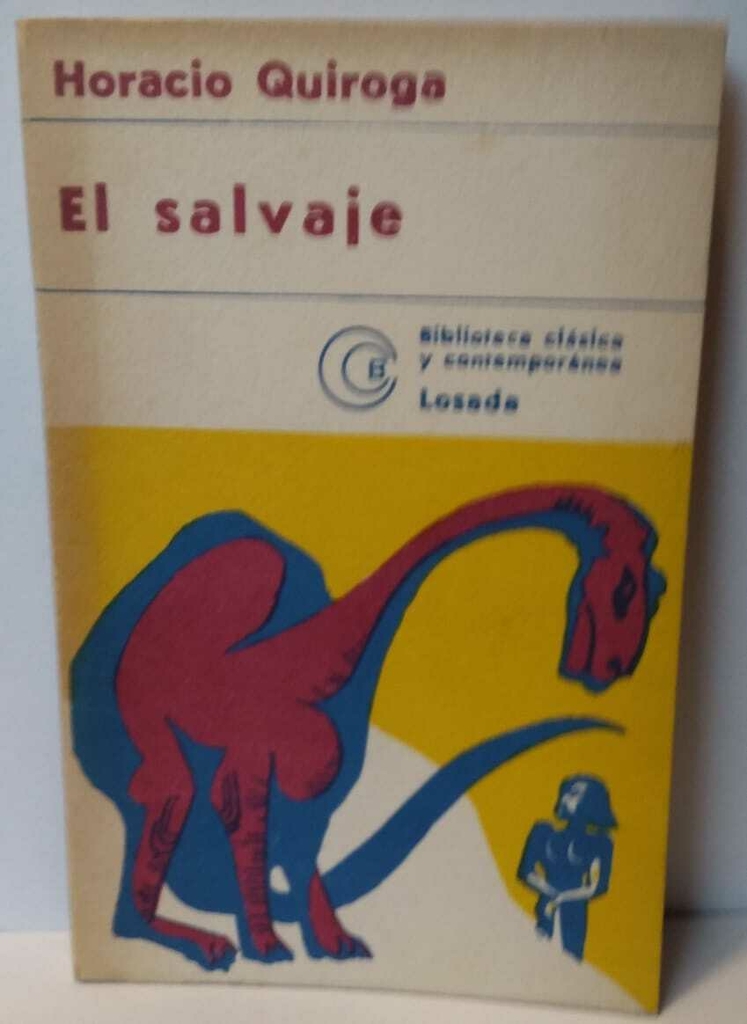 Horacio Quiroga
El salvaje
B
Biblioteca clásica
y contemporánea
Losada